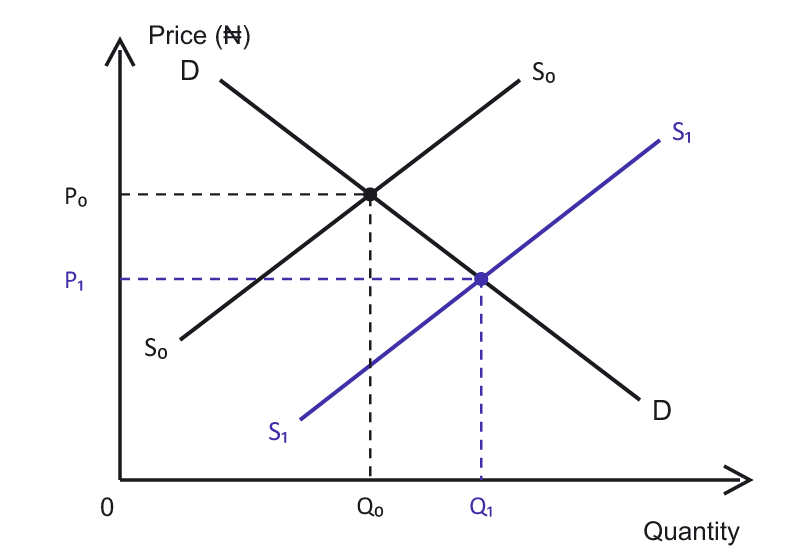 Price (₦)
D
S₀
S₁
P₀
P₁
S₀
D
S₁
0
Q₀
Q₁
Quantity